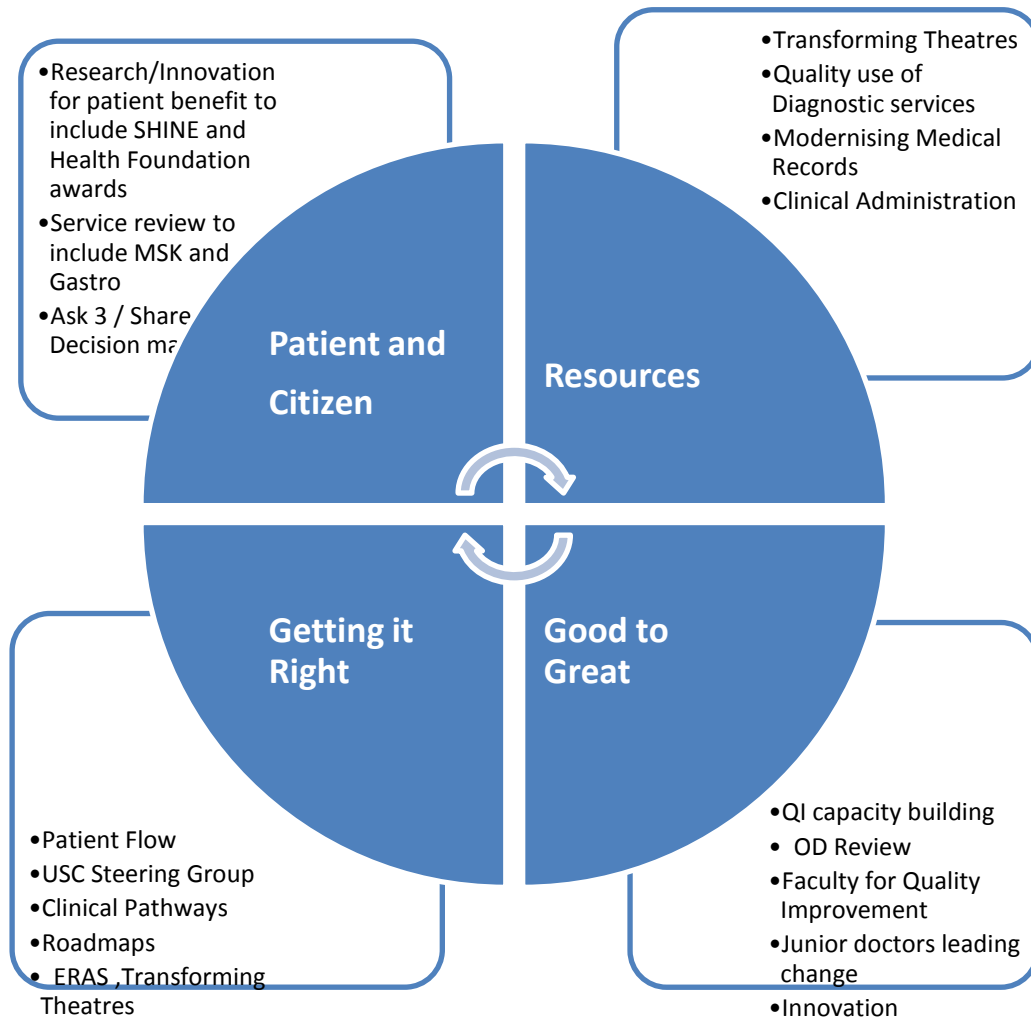 •Research/Innovation
for patient benefit to
include SHINE and
Health Foundation
awards
•Service review to
include MSK and
Gastro
•Ask 3 / Share
Decision
•Transforming Theatres
•Quality use of
Diagnostic services
•Modernising Medical
Records
•Clinical Administration
Patient and
Citizen
Resources
Getting it
Right
Good to
Great
•Patient Flow
•USC Steering Group
•Clinical Pathways
•Roadmaps
• ERAS ,Transforming
Theatres
•QI capacity building
• OD Review
•Faculty for Quality
Improvement
•Junior doctors leading
change
•Innovation